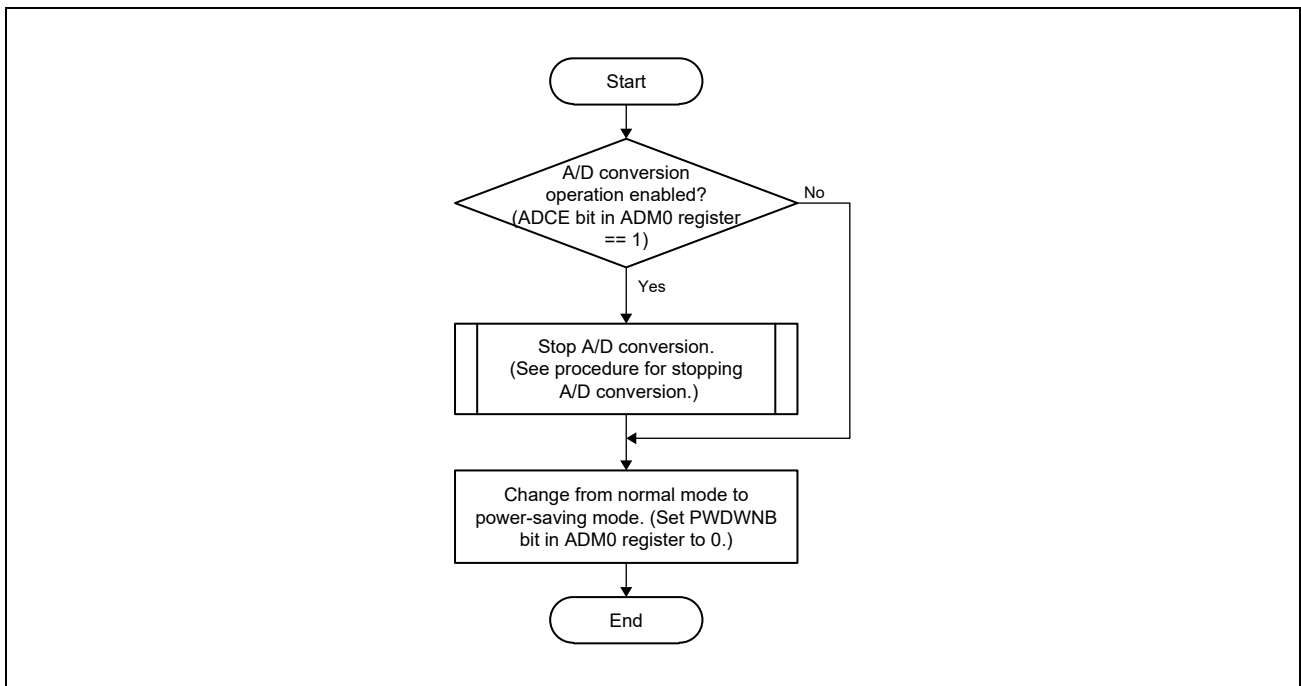 Start
A/D conversion
operation enabled?
(ADCE bit in ADM0 register
== 1)
No
Yes
Stop A/D conversion.
(See procedure for stopping
A/D conversion.)
Change from normal mode to
power-saving mode. (Set PWDWNB
bit in ADM0 register to 0.)
End